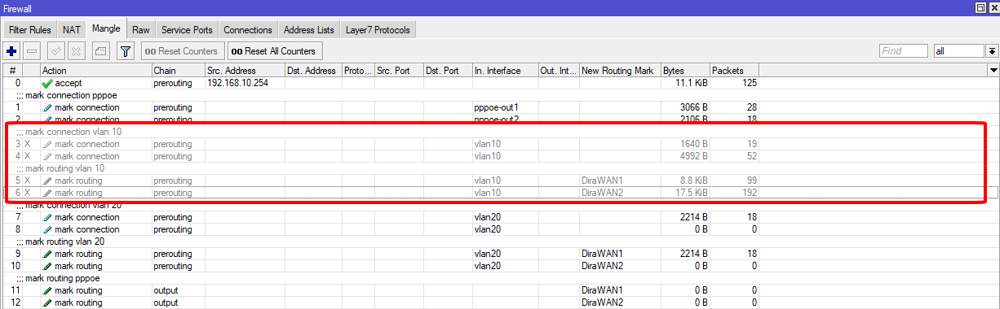 Firewall
Filter Rules NAT Mangle Raw Service Ports Connections Address Lists Layer7 Protocols
00 Reset Counters 00 Reset All Counters Find all
# Action Chain Src. Address Dst. Address Proto... Src. Port Dst. Port In. Interface Out. Int... New Routing Mark Bytes Packets
0 accept prerouting 192.168.10.254 11.1 KiB 125
;;; mark connection pppoe
1 mark connection prerouting pppoe-out1 3066 B 28
2 mark connection prerouting pppoe-out2 2106 B 18
;;; mark connection vlan 10
3 X mark connection prerouting vlan10 1640 B 19
4 X mark connection prerouting vlan10 4992 B 52
;;; mark routing vlan 10
5 X mark routing prerouting vlan10 DiraWAN1 8.8 KiB 99
6 X mark routing prerouting vlan10 DiraWAN2 17.5 KiB 192
;;; mark connection vlan 20
7 mark connection prerouting vlan20 2214 B 18
8 mark connection prerouting vlan20 0 B 0
;;; mark routing vlan 20
9 mark routing prerouting vlan20 DiraWAN1 2214 B 18
10 mark routing prerouting vlan20 DiraWAN2 0 B 0
;;; mark routing pppoe
11 mark routing output DiraWAN1 0 B 0
12 mark routing output DiraWAN2 0 B 0